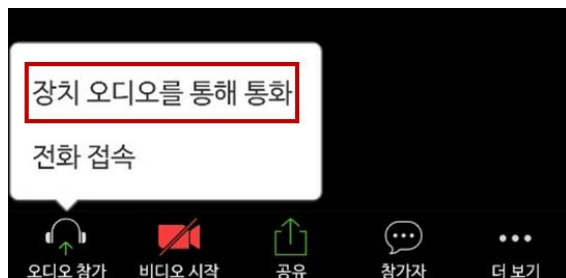 장치 오디오를 통해 통화
전화 접속
오디오 참가 비디오 시작 공유 참가자 더 보기